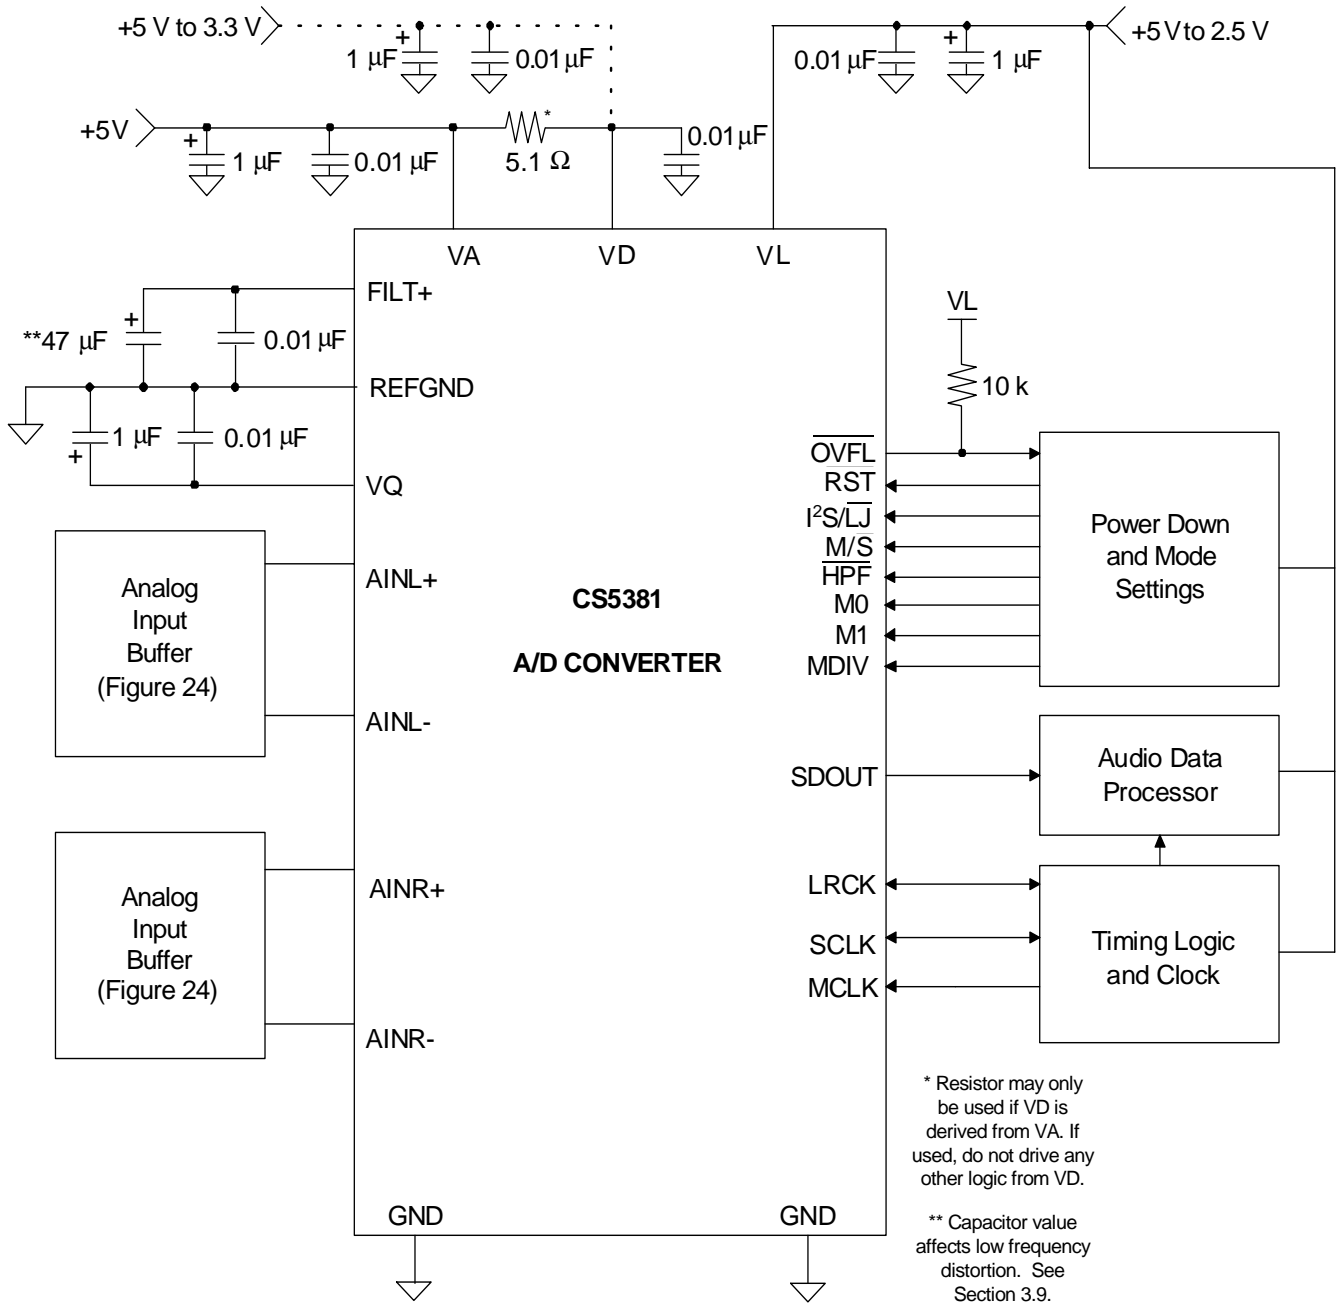 +5 V to 3.3 V
+
1 µF
0.01 µF
0.01 µF
+
1 µF
+5 V to 2.5 V
+5 V
+
1 µF
0.01 µF
*
5.1 Ω
0.01 µF
VA
VD
VL
FILT+
+
**47 µF
0.01 µF
REFGND
1 µF
+
0.01 µF
VQ
VL
10 k
Analog
Input
Buffer
(Figure 24)
AINL+
AINL-
Analog
Input
Buffer
(Figure 24)
AINR+
AINR-
CS5381
A/D CONVERTER
OVFL
RST
I²S/LJ
M/S
HPF
M0
M1
MDIV
Power Down
and Mode
Settings
SDOUT
Audio Data
Processor
LRCK
SCLK
MCLK
Timing Logic
and Clock
GND
GND
* Resistor may only
be used if VD is
derived from VA. If
used, do not drive any
other logic from VD.
** Capacitor value
affects low frequency
distortion. See
Section 3.9.